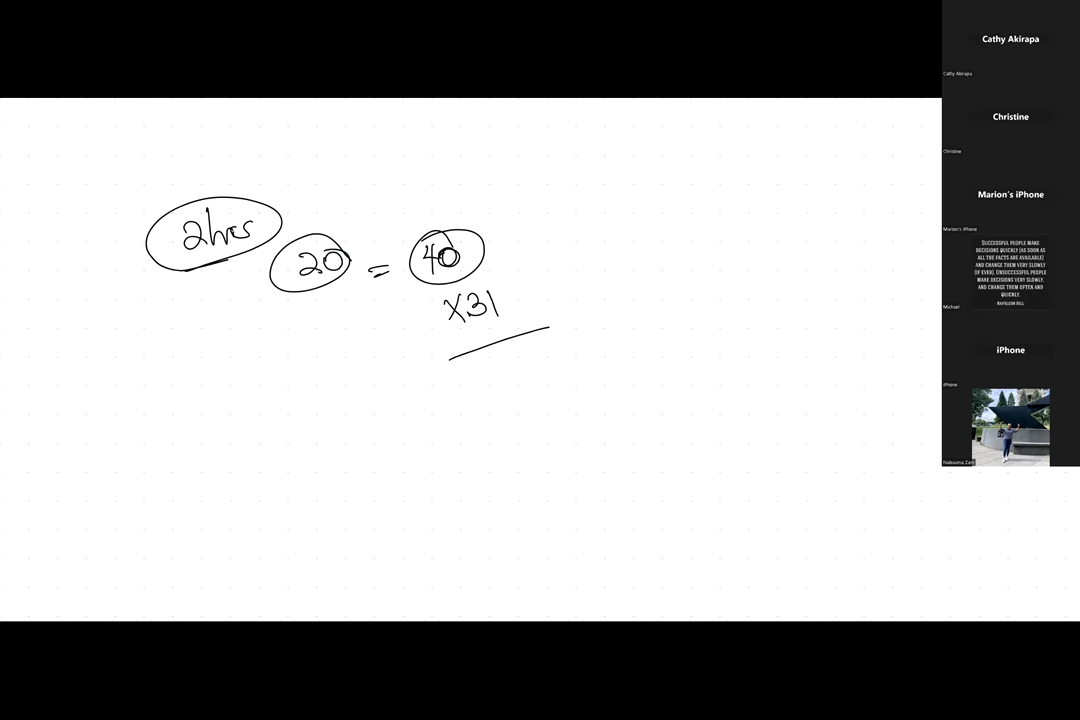 Cathy Akirapa
Cathy Akirapa
Christine
Christine
Marion's iPhone
Marion's iPhone
SUCCESSFUL PEOPLE MAKE
DECISIONS QUICKLY (AS SOON AS
ALL THE FACTS ARE AVAILABLE)
AND CHANGE THEM VERY SLOWLY
(IF EVER). UNSUCCESSFUL PEOPLE
MAKE DECISIONS VERY SLOWLY,
AND CHANGE THEM OFTEN AND
QUICKLY.
NAPOLEON HILL
Michael
iPhone
iPhone
2hrs
20 = 40
X31